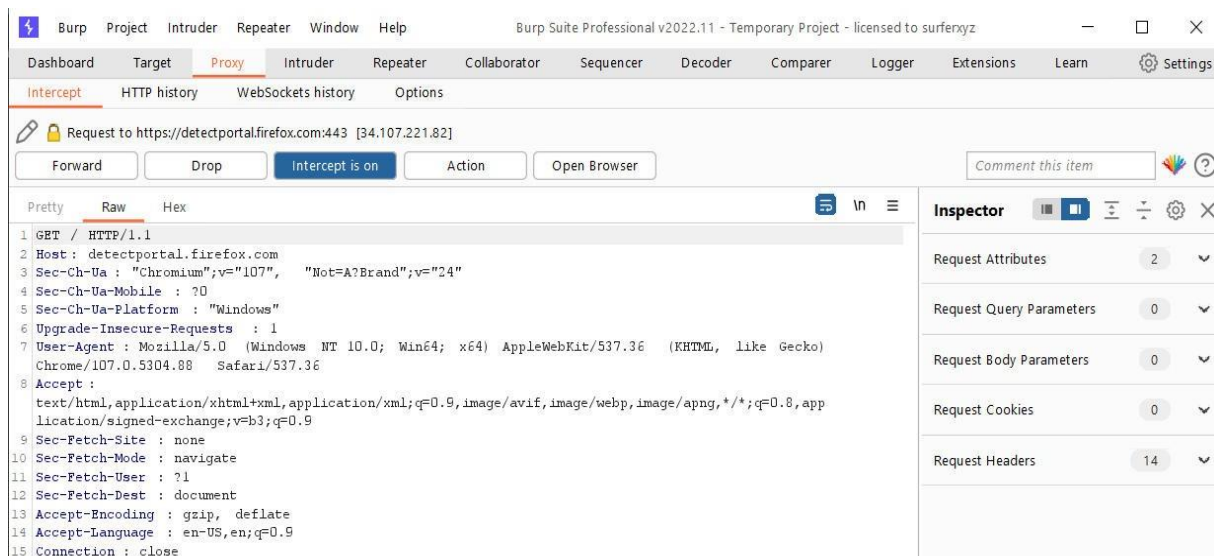 Burp Project Intruder Repeater Window Help Burp Suite Professional v2022.11 - Temporary Project - licensed to surferxyz
Dashboard Target Proxy Intruder Repeater Collaborator Sequencer Decoder Comparer Logger Extensions Learn Settings
Intercept HTTP history WebSockets history Options
Request to https://detectportal.firefox.com:443 [34.107.221.82]
Forward Drop Intercept is on Action Open Browser Comment this item ?
Pretty Raw Hex \n Inspector
1 GET / HTTP/1.1
2 Host: detectportal.firefox.com
3 Sec-Ch-Ua : "Chromium";v="107", "Not=A?Brand";v="24"
4 Sec-Ch-Ua-Mobile : ?0
5 Sec-Ch-Ua-Platform : "Windows"
6 Upgrade-Insecure-Requests : 1
7 User-Agent : Mozilla/5.0 (Windows NT 10.0; Win64; x64) AppleWebKit/537.36 (KHTML, like Gecko)
Chrome/107.0.5304.88 Safari/537.36
8 Accept :
text/html,application/xhtml+xml,application/xml;q=0.9,image/avif,image/webp,image/apng,*/*;q=0.8,app
lication/signed-exchange;v=b3;q=0.9
9 Sec-Fetch-Site : none
10 Sec-Fetch-Mode : navigate
11 Sec-Fetch-User : ?1
12 Sec-Fetch-Dest : document
13 Accept-Encoding : gzip, deflate
14 Accept-Language : en-US,en;q=0.9
15 Connection : close
Request Attributes 2
Request Query Parameters 0
Request Body Parameters 0
Request Cookies 0
Request Headers 14